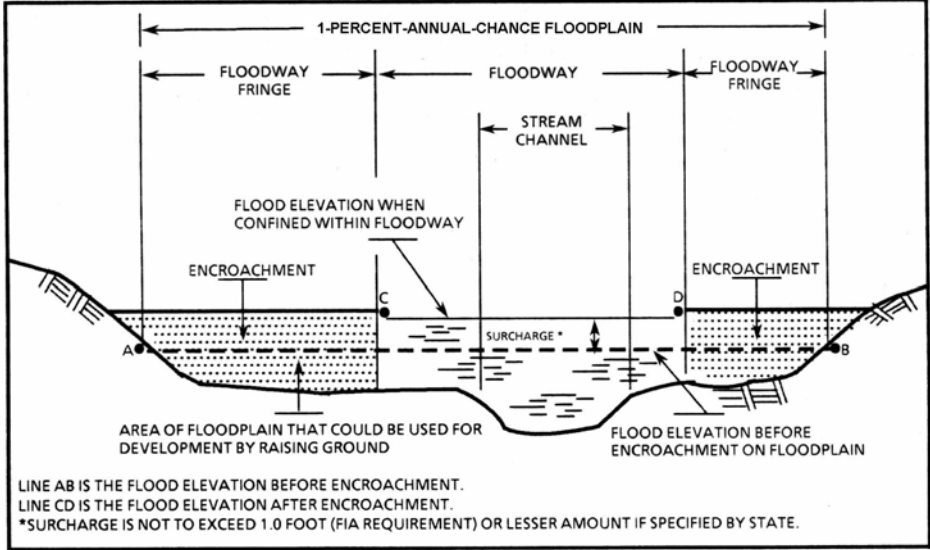 1-PERCENT-ANNUAL-CHANCE FLOODPLAIN
FLOODWAY
FRINGE
FLOODWAY
FLOODWAY
FRINGE
STREAM
CHANNEL
FLOOD ELEVATION WHEN
CONFINED WITHIN FLOODWAY
ENCROACHMENT
ENCROACHMENT
C
D
SURCHARGE *
A
B
AREA OF FLOODPLAIN THAT COULD BE USED FOR
DEVELOPMENT BY RAISING GROUND
FLOOD ELEVATION BEFORE
ENCROACHMENT ON FLOODPLAIN
LINE AB IS THE FLOOD ELEVATION BEFORE ENCROACHMENT.
LINE CD IS THE FLOOD ELEVATION AFTER ENCROACHMENT.
*SURCHARGE IS NOT TO EXCEED 1.0 FOOT (FIA REQUIREMENT) OR LESSER AMOUNT IF SPECIFIED BY STATE.